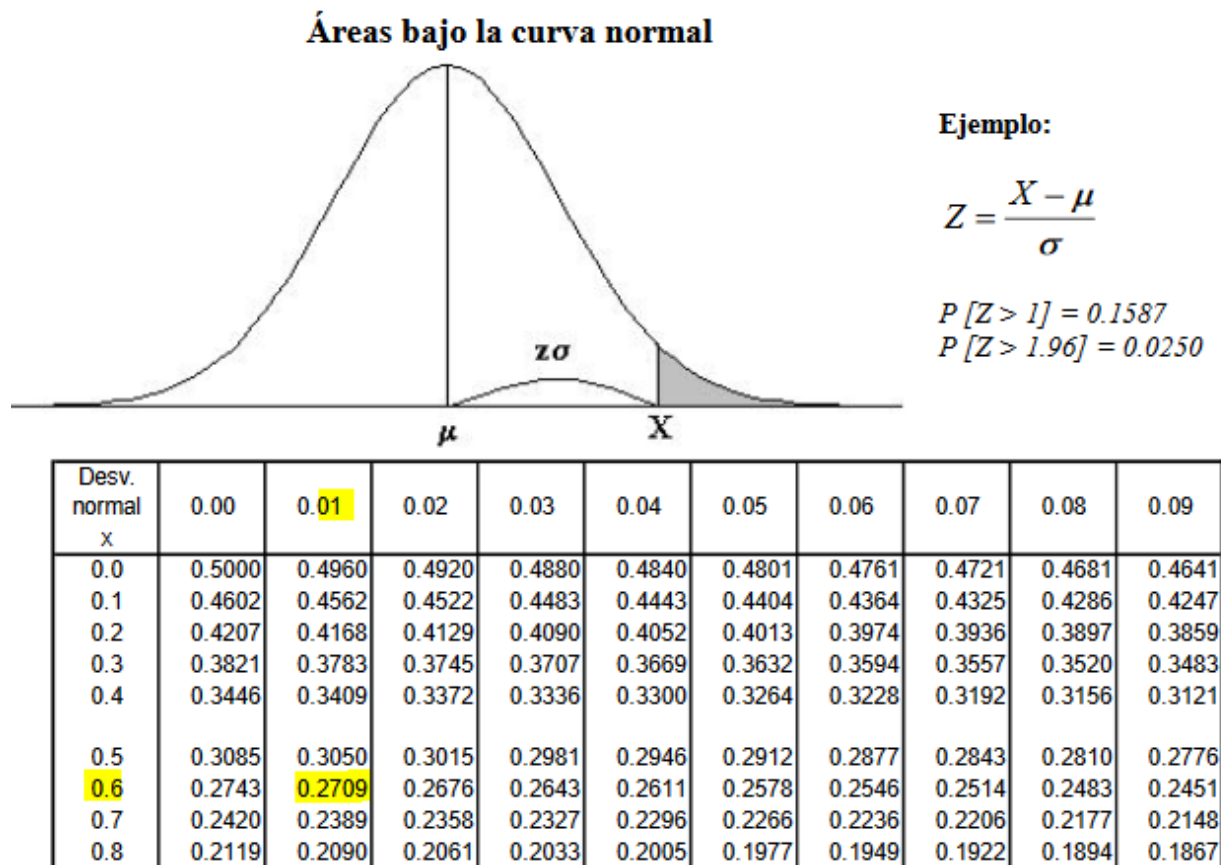 Áreas bajo la curva normal
Ejemplo:
Z = X − μ / σ
P [Z > 1] = 0.1587
P [Z > 1.96] = 0.0250
zσ
μ X
Desv. normal x 0.00 0.01 0.02 0.03 0.04 0.05 0.06 0.07 0.08 0.09
0.0 0.5000 0.4960 0.4920 0.4880 0.4840 0.4801 0.4761 0.4721 0.4681 0.4641
0.1 0.4602 0.4562 0.4522 0.4483 0.4443 0.4404 0.4364 0.4325 0.4286 0.4247
0.2 0.4207 0.4168 0.4129 0.4090 0.4052 0.4013 0.3974 0.3936 0.3897 0.3859
0.3 0.3821 0.3783 0.3745 0.3707 0.3669 0.3632 0.3594 0.3557 0.3520 0.3483
0.4 0.3446 0.3409 0.3372 0.3336 0.3300 0.3264 0.3228 0.3192 0.3156 0.3121
0.5 0.3085 0.3050 0.3015 0.2981 0.2946 0.2912 0.2877 0.2843 0.2810 0.2776
0.6 0.2743 0.2709 0.2676 0.2643 0.2611 0.2578 0.2546 0.2514 0.2483 0.2451
0.7 0.2420 0.2389 0.2358 0.2327 0.2296 0.2266 0.2236 0.2206 0.2177 0.2148
0.8 0.2119 0.2090 0.2061 0.2033 0.2005 0.1977 0.1949 0.1922 0.1894 0.1867